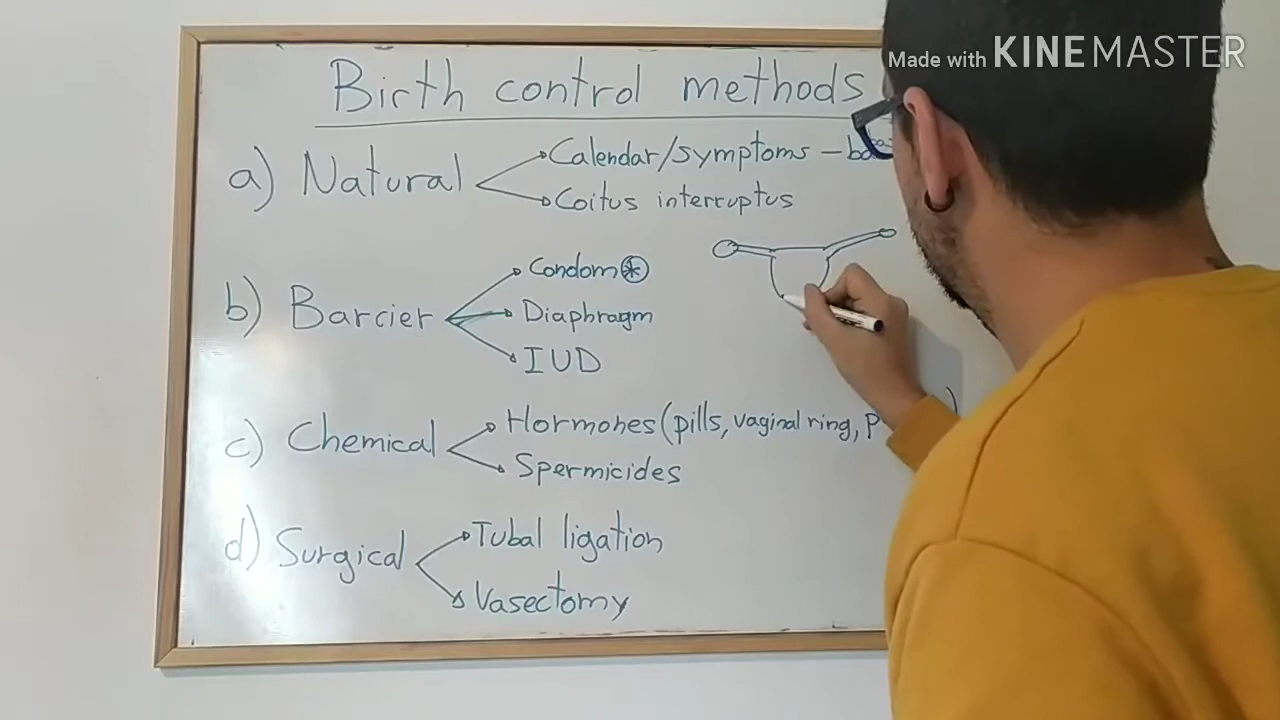 Made with KINEMASTER
Birth control methods
a) Natural
Calendar/symptoms –
Coitus interruptus
b) Barrier
Condom *
Diaphragm
IUD
c) Chemical
Hormones (pills, vaginal ring, p
Spermicides
d) Surgical
Tubal ligation
Vasectomy